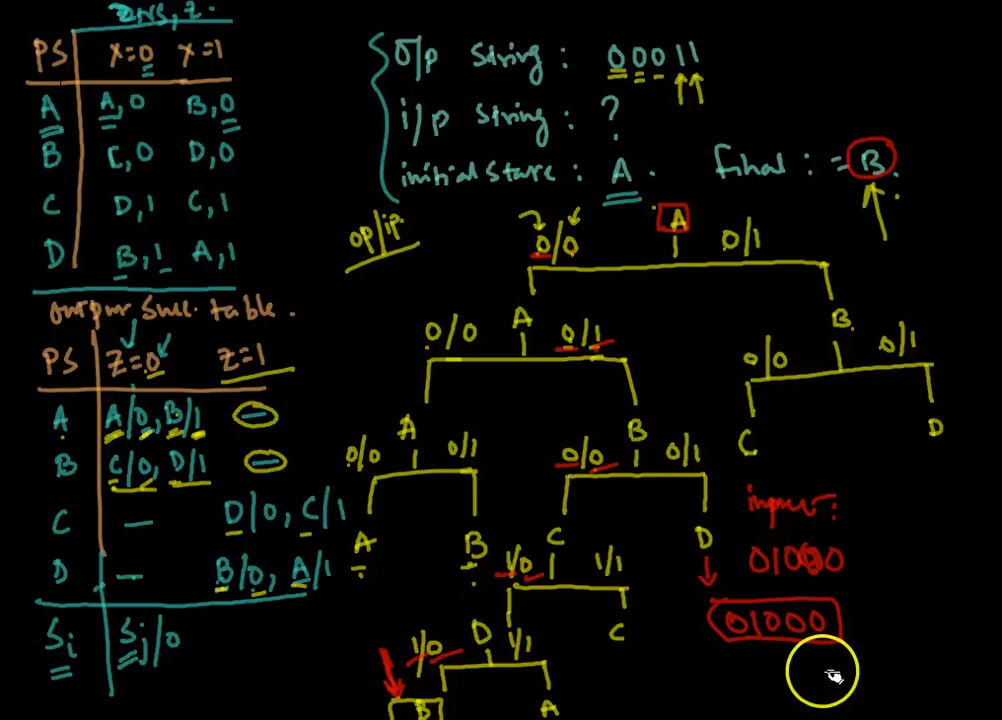 NS, Z
PS X=0 X=1
A A,0 B,0
B C,0 D,0
C D,1 C,1
D B,1 A,1
output Succ. table.
PS Z=0 Z=1
A A/0, B/1 —
B C/0, D/1 —
C — D/0, C/1
D — B/0, A/1
Si Sj/0
O/p String : 00011
i/p String : ?
initial State : A. final : = B.
op/ip
A
0/0 0/1
A B
0/0 0/1 0/0 0/1
A B C D
0/0 0/1 0/0 0/1
A B C D
1/0 1/1
D C
1/0 1/1
B A
input:
01000
01000